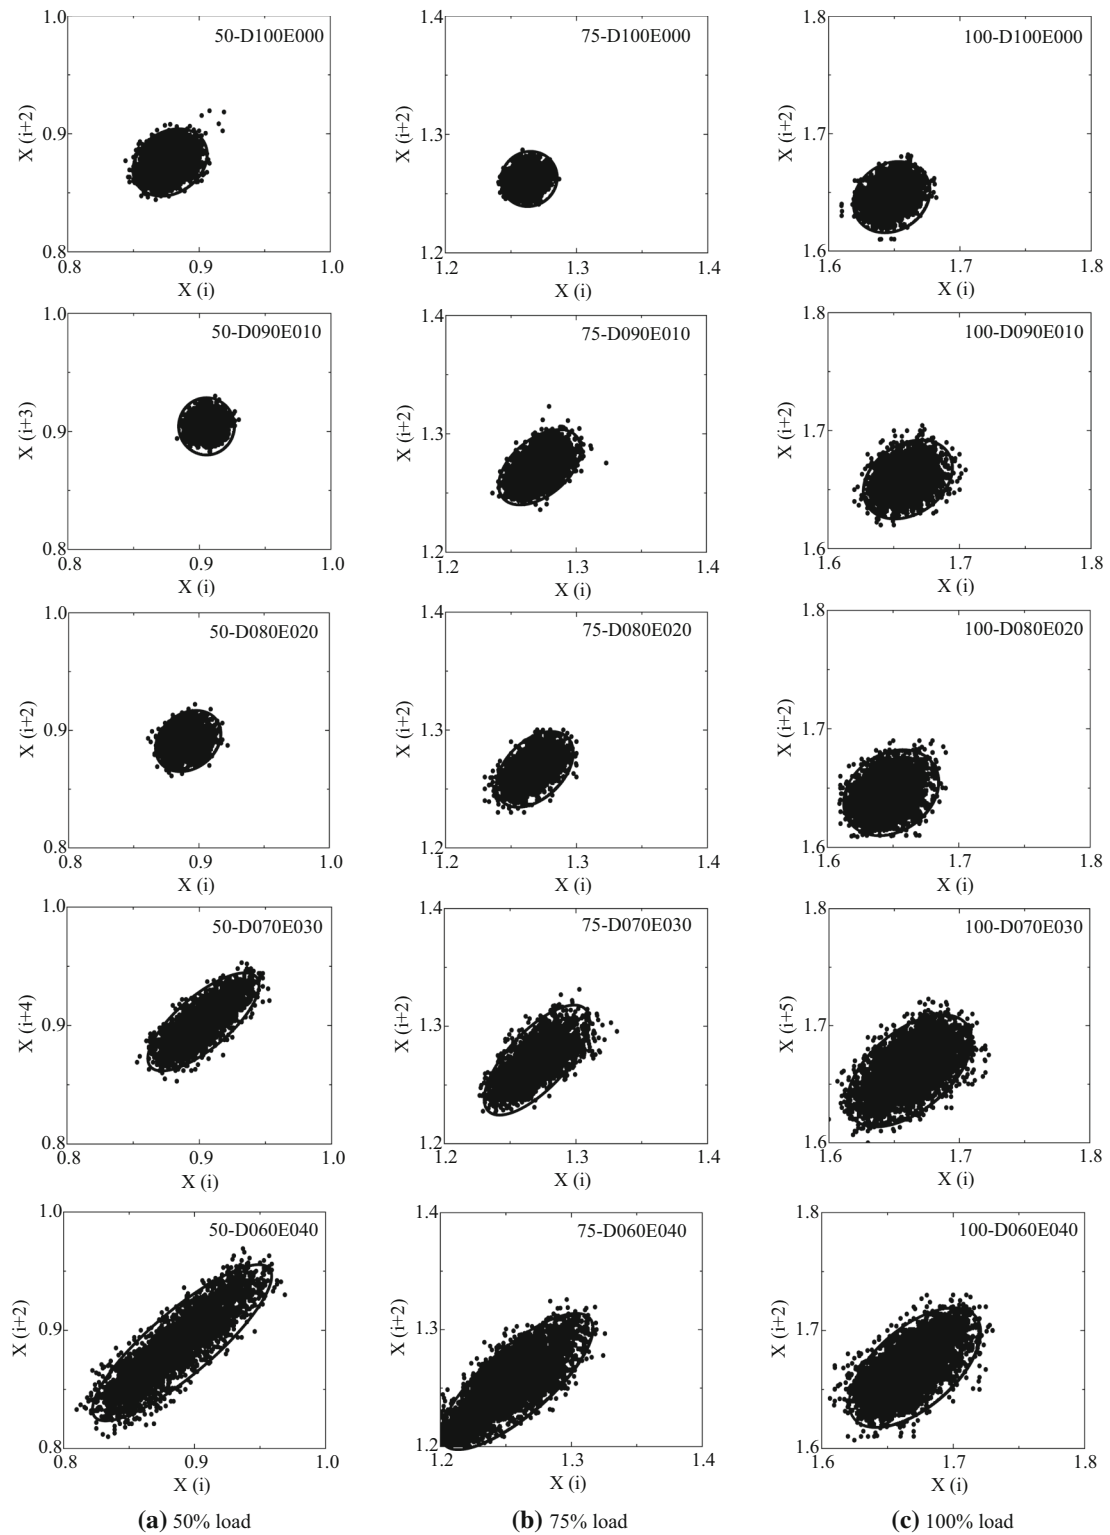 1.0 50-D100E000 1.4 75-D100E000 1.8 100-D100E000
X (i+2) 0.9 X (i+2) 1.3 X (i+2) 1.7
0.8 1.2 1.6
0.8 0.9 1.0 1.2 1.3 1.4 1.6 1.7 1.8
X (i) X (i) X (i)
1.0 50-D090E010 1.4 75-D090E010 1.8 100-D090E010
X (i+3) 0.9 X (i+2) 1.3 X (i+2) 1.7
0.8 1.2 1.6
0.8 0.9 1.0 1.2 1.3 1.4 1.6 1.7 1.8
X (i) X (i) X (i)
1.0 50-D080E020 1.4 75-D080E020 1.8 100-D080E020
X (i+2) 0.9 X (i+2) 1.3 X (i+2) 1.7
0.8 1.2 1.6
0.8 0.9 1.0 1.2 1.3 1.4 1.6 1.7 1.8
X (i) X (i) X (i)
1.0 50-D070E030 1.4 75-D070E030 1.8 100-D070E030
X (i+4) 0.9 X (i+2) 1.3 X (i+5) 1.7
0.8 1.2 1.6
0.8 0.9 1.0 1.2 1.3 1.4 1.6 1.7 1.8
X (i) X (i) X (i)
1.0 50-D060E040 1.4 75-D060E040 1.8 100-D060E040
X (i+2) 0.9 X (i+2) 1.3 X (i+2) 1.7
0.8 1.2 1.6
0.8 0.9 1.0 1.2 1.3 1.4 1.6 1.7 1.8
X (i) X (i) X (i)
(a) 50% load (b) 75% load (c) 100% load